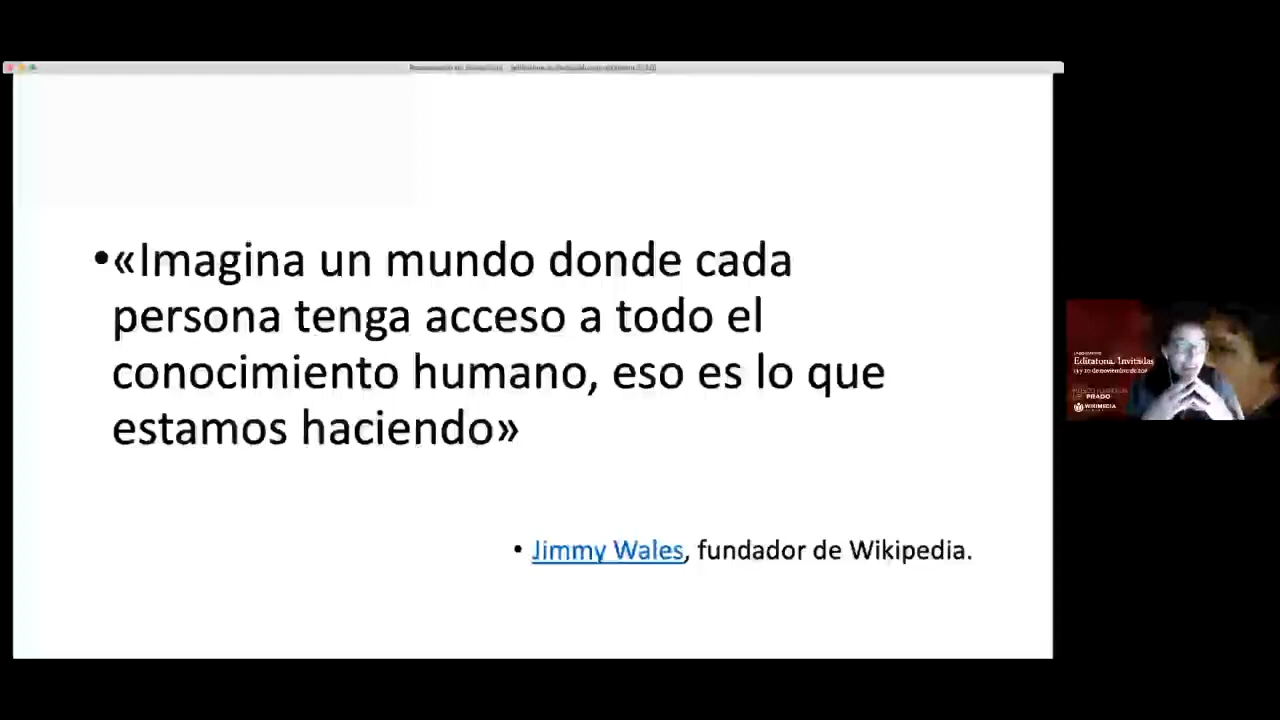 •«Imagina un mundo donde cada
persona tenga acceso a todo el
conocimiento humano, eso es lo que
estamos haciendo»
• Jimmy Wales, fundador de Wikipedia.
Editatona. Invitadas
PRADO
WIKIMEDIA